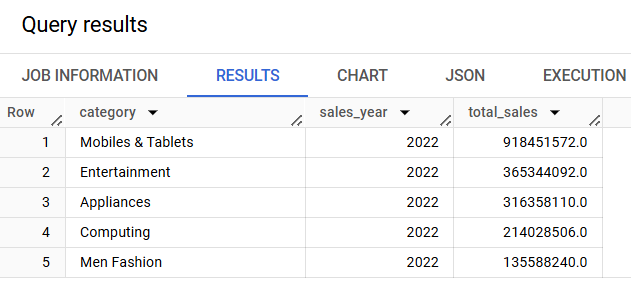 Query results
JOB INFORMATION RESULTS CHART JSON EXECUTION
Row category sales_year total_sales
1 Mobiles & Tablets 2022 918451572.0
2 Entertainment 2022 365344092.0
3 Appliances 2022 316358110.0
4 Computing 2022 214028506.0
5 Men Fashion 2022 135588240.0